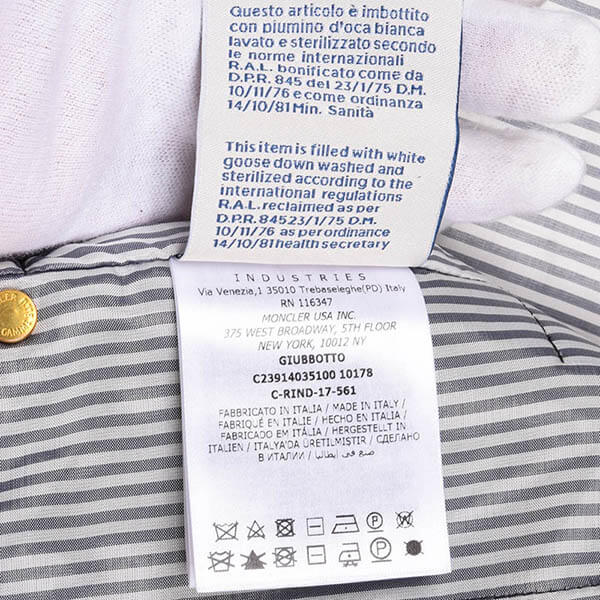 Questo articolo è imbottito
con piumino d'oca bianca
lavato e sterilizzato secondo
le norme internazionali
R.A.L. bonificato come da
D.P.R. 845 del 23/1/75 D.M.
10/11/76 e come ordinanza
14/10/81 Min. Sanità
This item is filled with white
goose down washed and
sterilized according to the
international regulations
R.A.L. reclaimed as per
D.P.R. 84523/1/75 D.M.
10/11/76 as per ordinance
14/10/81 health secretary
INDUSTRIES
Via Venezia,1 35010 Trebaseleghe(PD) Italy
RN 116347
MONCLER USA INC.
375 WEST BROADWAY, 5TH FLOOR
NEW YORK, 10012 NY
GIUBBOTTO
C23914035100 10178
C-RIND-17-561
FABBRICATO IN ITALIA / MADE IN ITALY /
FABRIQUÉ EN ITALIE / HECHO EN ITALIA /
FABRICADO EM ITÁLIA / HERGESTELLT IN
ITALIEN / ITALYA'DA ÜRETILMISTIR / СДЕЛАНО
В ИТАЛИИ / صنع في إيطاليا
P W
P